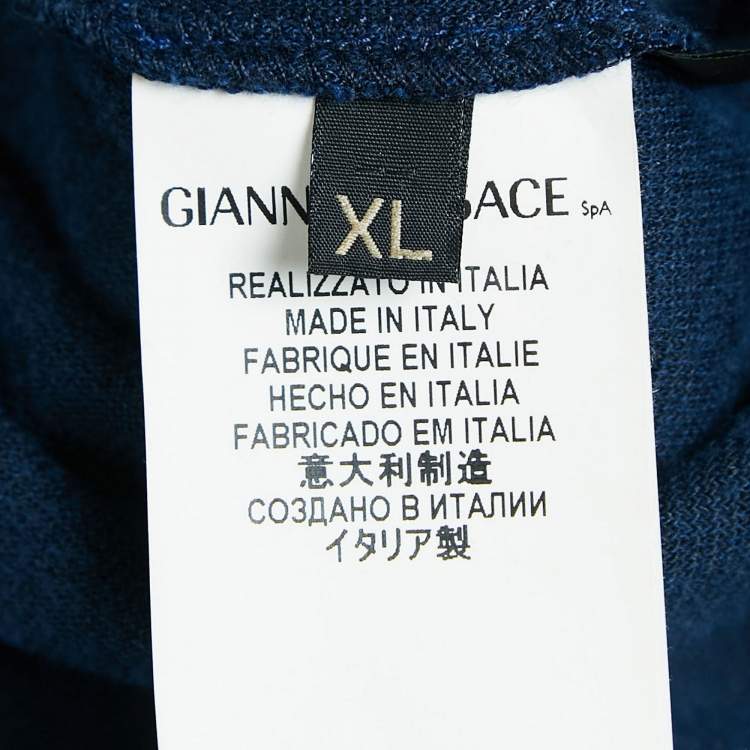 GIANN ACE SpA
XL
REALIZZATO IN ITALIA
MADE IN ITALY
FABRIQUE EN ITALIE
HECHO EN ITALIA
FABRICADO EM ITALIA
意大利制造
СОЗДАНО В ИТАЛИИ
イタリア製